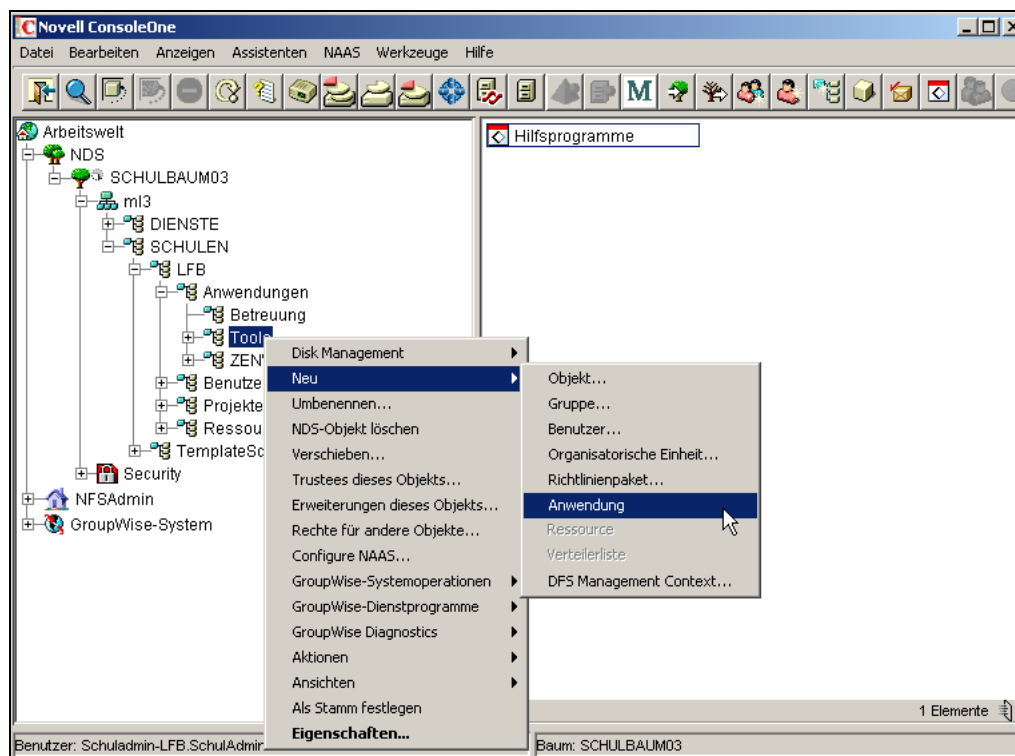 Novell ConsoleOne
Datei Bearbeiten Anzeigen Assistenten NAAS Werkzeuge Hilfe
M
Arbeitswelt
NDS
SCHULBAUM03
ml3
DIENSTE
SCHULEN
LFB
Anwendungen
Betreuung
Tools
ZEN'
Benutze
Projekte
Ressou
TemplateSc
Security
NFSAdmin
GroupWise-System
Hilfsprogramme
Disk Management
Neu
Umbenennen...
NDS-Objekt löschen
Verschieben...
Trustees dieses Objekts...
Erweiterungen dieses Objekts...
Rechte für andere Objekte...
Configure NAAS...
GroupWise-Systemoperationen
GroupWise-Dienstprogramme
GroupWise Diagnostics
Aktionen
Ansichten
Als Stamm festlegen
Eigenschaften...
Objekt...
Gruppe...
Benutzer...
Organisatorische Einheit...
Richtlinienpaket...
Anwendung
Ressource
Verteilerliste
DFS Management Context...
1 Elemente
Benutzer: Schuladmin-LFB.SchulAdmin
Baum: SCHULBAUM03